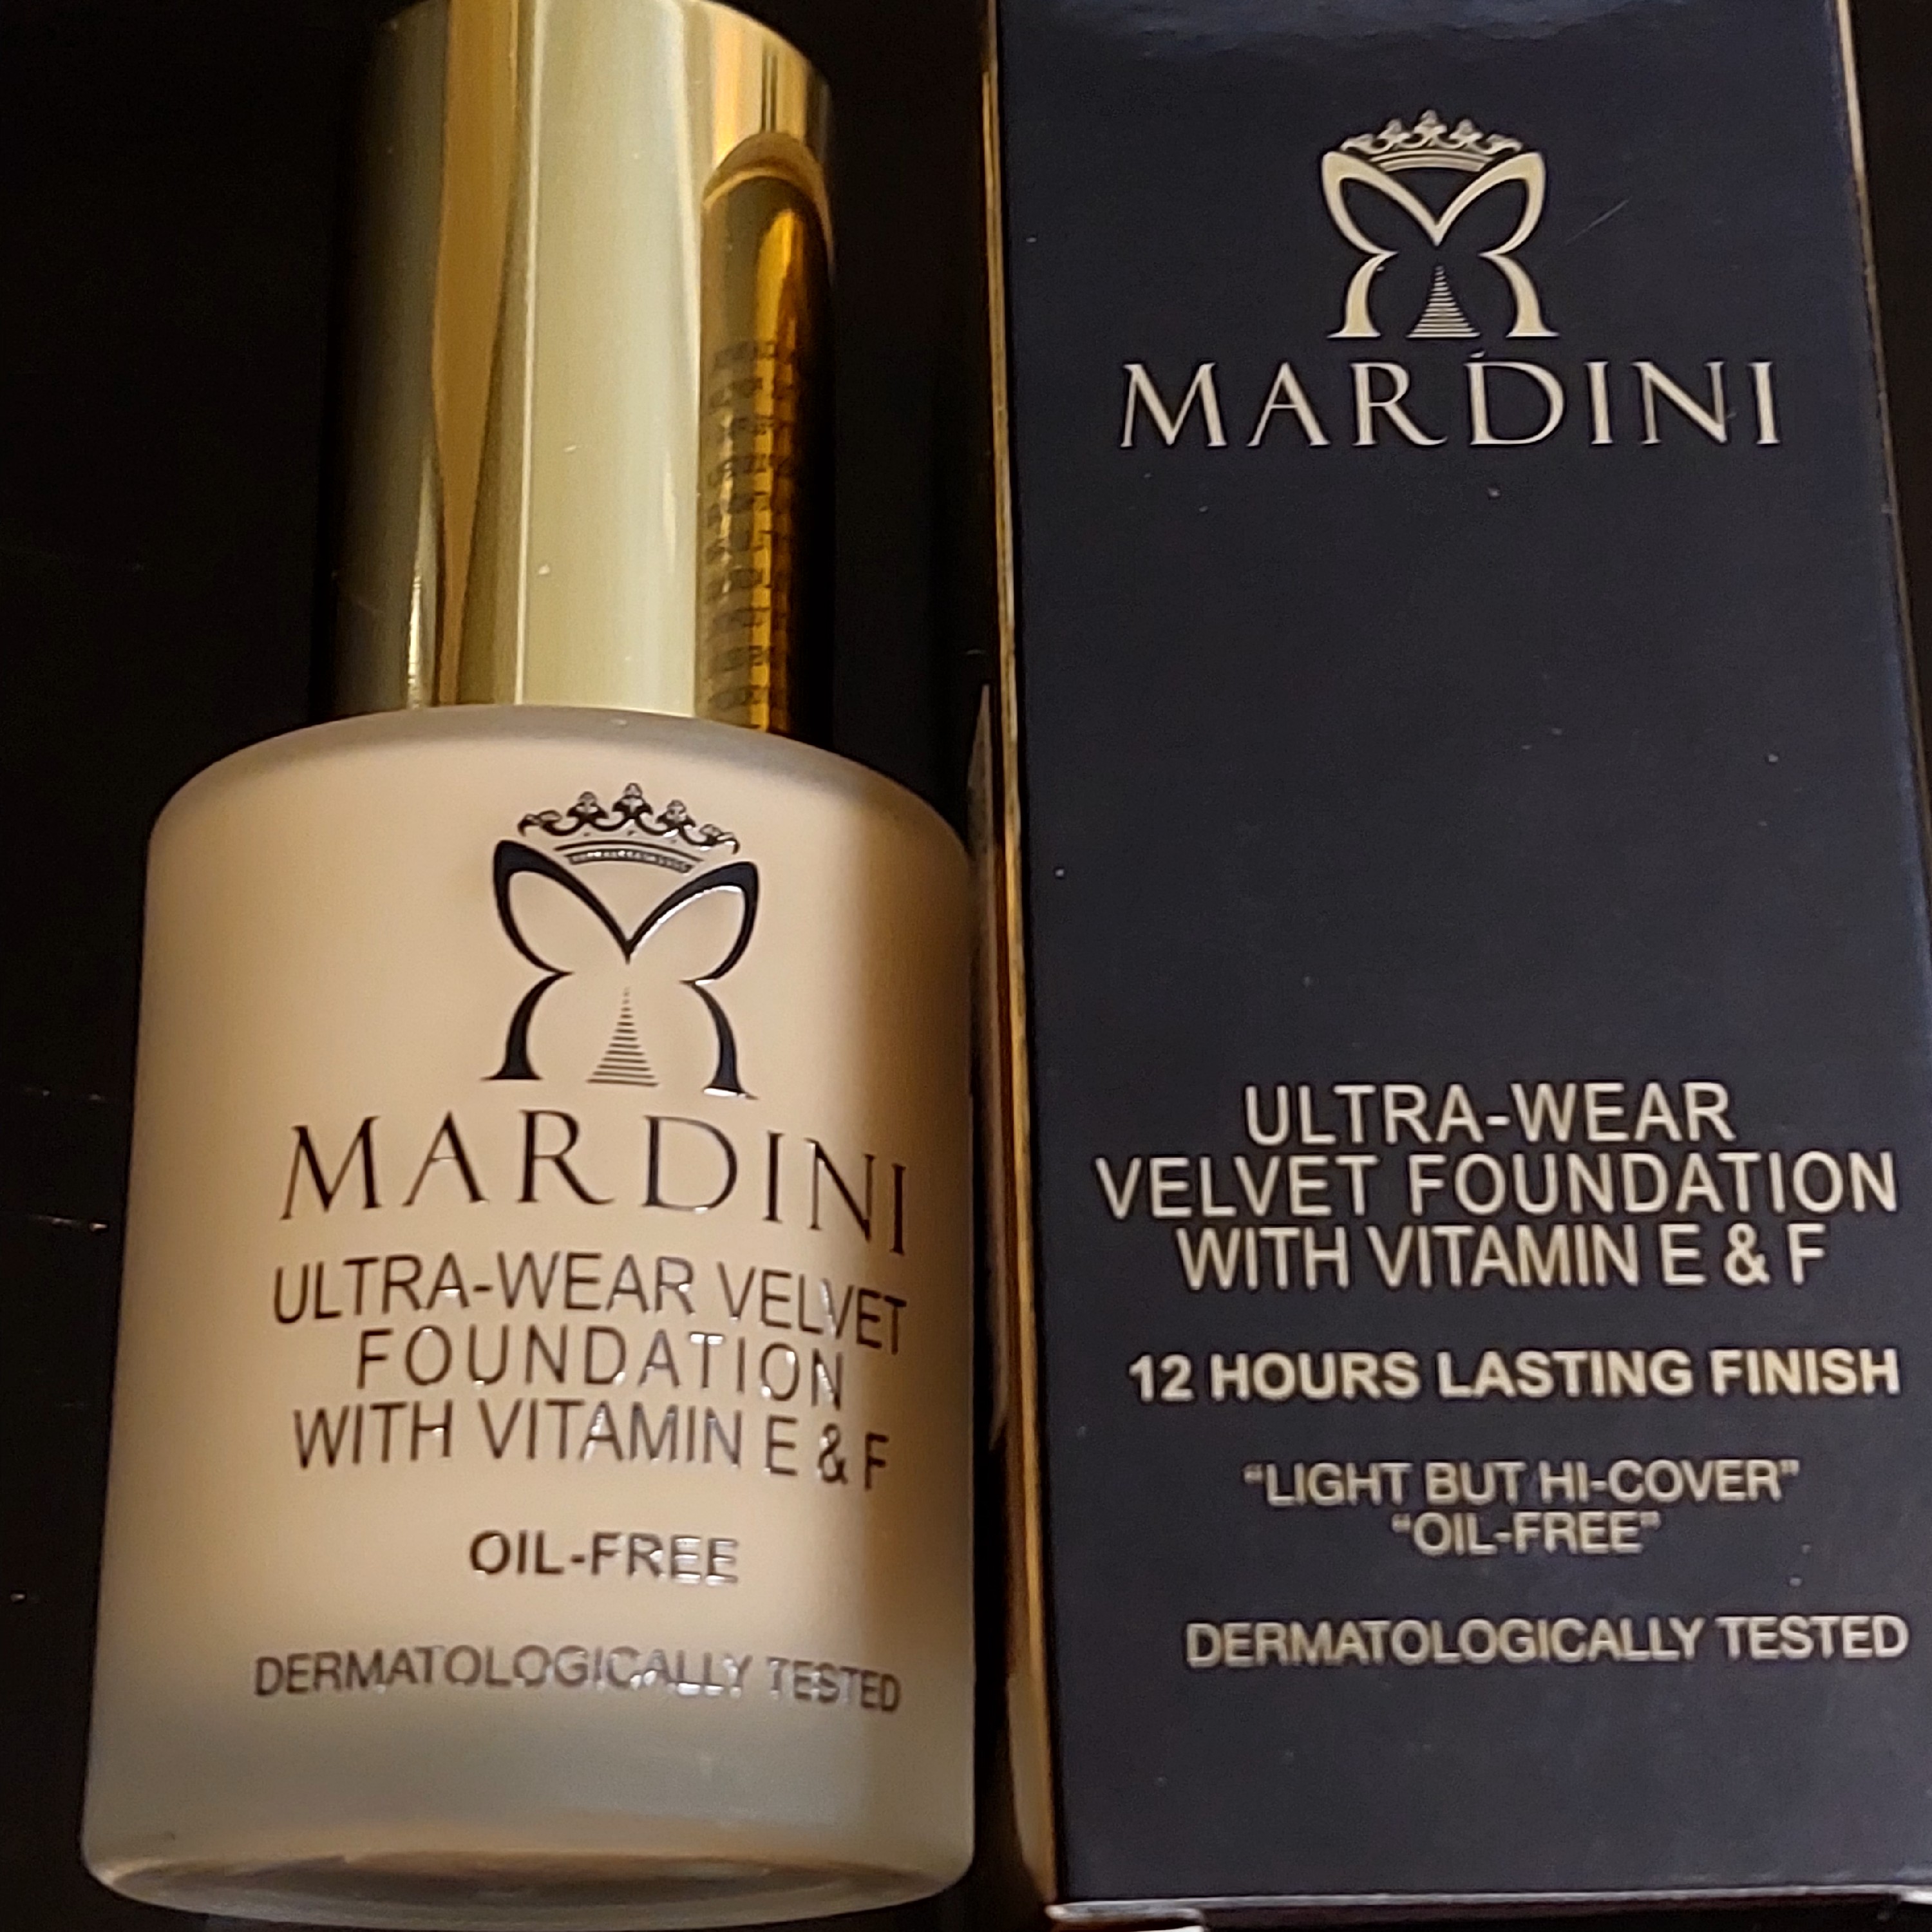 MARDINI
ULTRA-WEAR VELVET
FOUNDATION
WITH VITAMIN E & F
OIL-FREE
DERMATOLOGICALLY TESTED
MARDINI
ULTRA-WEAR
VELVET FOUNDATION
WITH VITAMIN E & F
12 HOURS LASTING FINISH
"LIGHT BUT HI-COVER"
"OIL-FREE"
DERMATOLOGICALLY TESTED